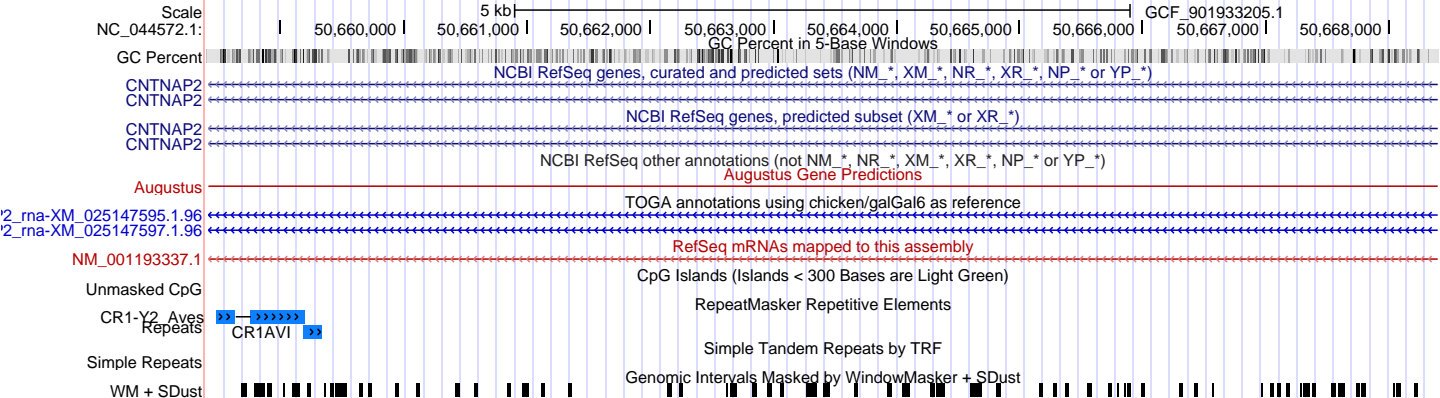 Scale 5 kb GCF_901933205.1
NC_044572.1: 50,660,000 50,661,000 50,662,000 50,663,000 50,664,000 50,665,000 50,666,000 50,667,000 50,668,000
GC Percent in 5-Base Windows
GC Percent
NCBI RefSeq genes, curated and predicted sets (NM_*, XM_*, NR_*, XR_*, NP_* or YP_*)
CNTNAP2
CNTNAP2
NCBI RefSeq genes, predicted subset (XM_* or XR_*)
CNTNAP2
CNTNAP2
NCBI RefSeq other annotations (not NM_*, NR_*, XM_*, XR_*, NP_* or YP_*)
Augustus Gene Predictions
Augustus
TOGA annotations using chicken/galGal6 as reference
P2_rna-XM_025147595.1.96
P2_rna-XM_025147597.1.96
RefSeq mRNAs mapped to this assembly
NM_001193337.1
CpG Islands (Islands < 300 Bases are Light Green)
Unmasked CpG
RepeatMasker Repetitive Elements
CR1-Y2_Aves
Repeats
CR1AVI
Simple Tandem Repeats by TRF
Simple Repeats
Genomic Intervals Masked by WindowMasker + SDust
WM + SDust